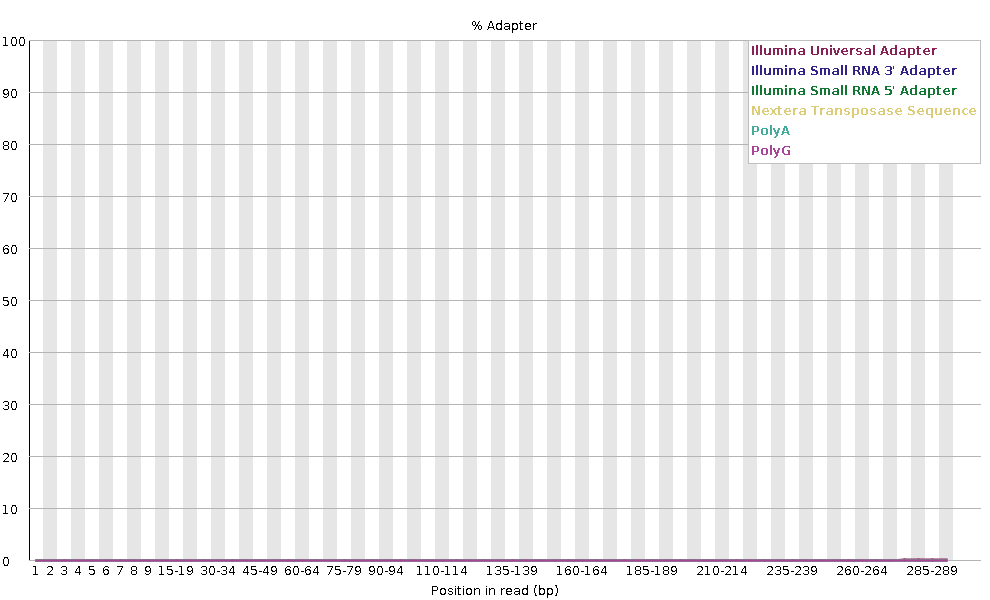 % Adapter
100
90
80
70
60
50
40
30
20
10
0
Illumina Universal Adapter
Illumina Small RNA 3' Adapter
Illumina Small RNA 5' Adapter
Nextera Transposase Sequence
PolyA
PolyG
1 2 3 4 5 6 7 8 9 15-19 30-34 45-49 60-64 75-79 90-94 110-114 135-139 160-164 185-189 210-214 235-239 260-264 285-289
Position in read (bp)